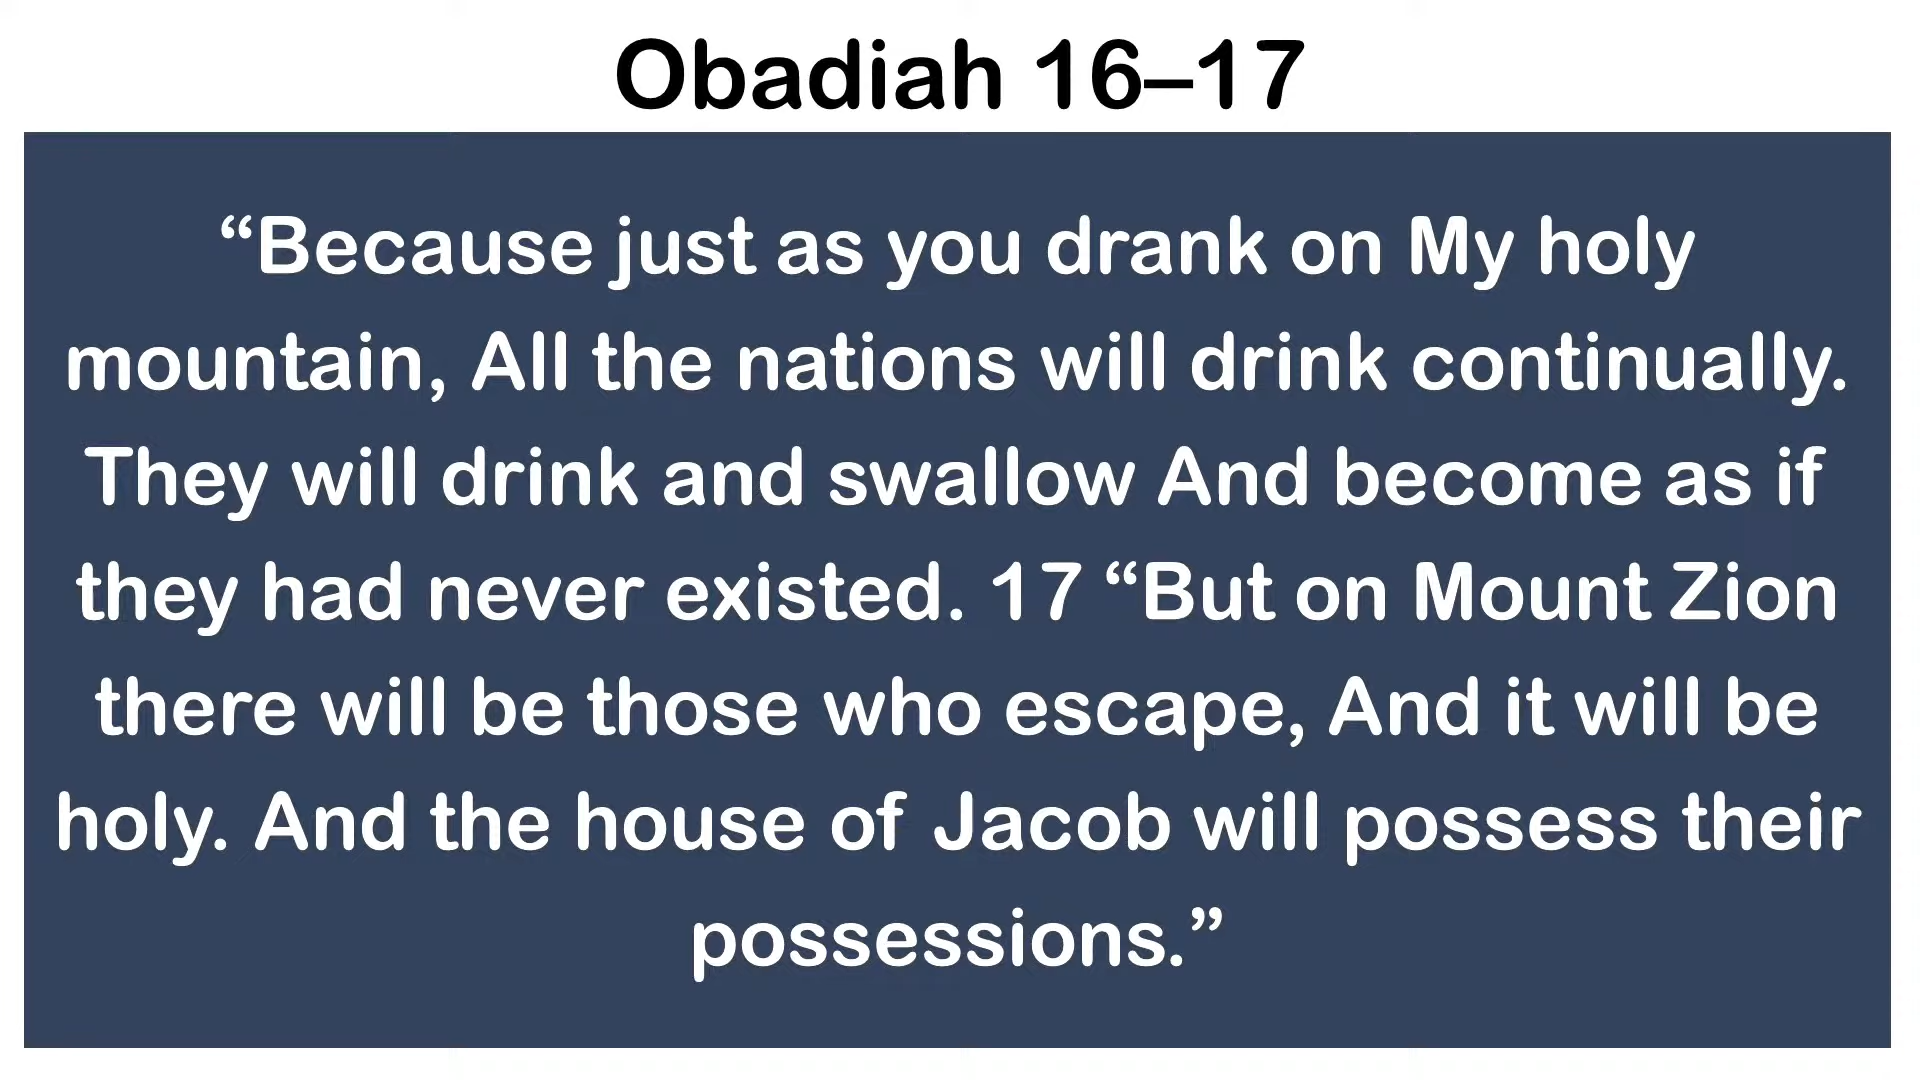 Obadiah 16–17
“Because just as you drank on My holy
mountain, All the nations will drink continually.
They will drink and swallow And become as if
they had never existed. 17 “But on Mount Zion
there will be those who escape, And it will be
holy. And the house of Jacob will possess their
possessions.”